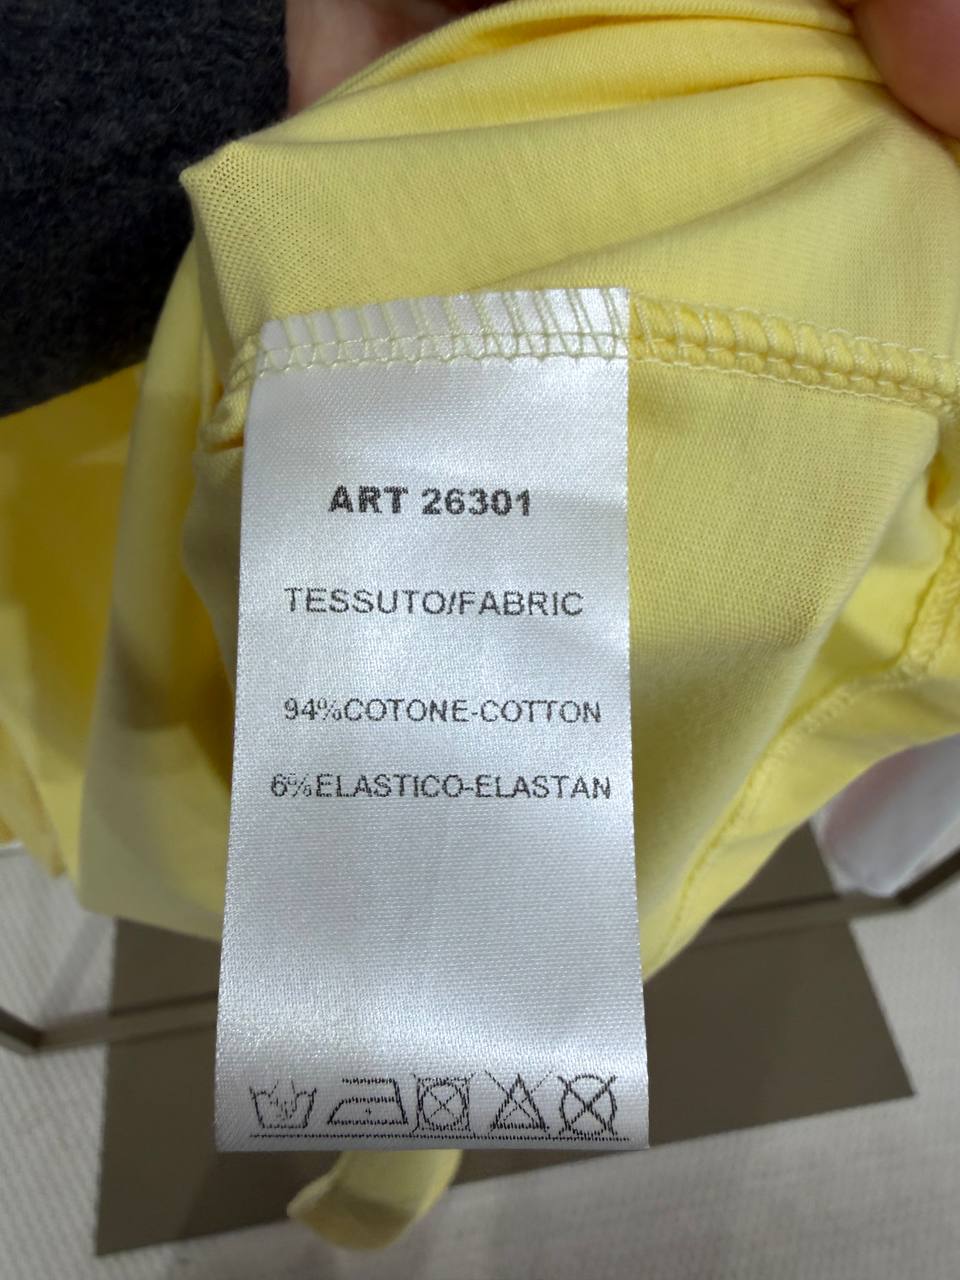 ART 26301
TESSUTO/FABRIC
94%COTONE-COTTON
6%ELASTICO-ELASTAN